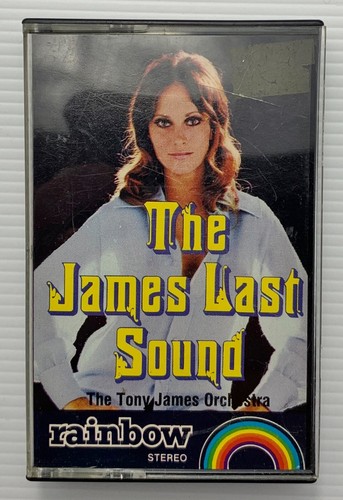 The
James Last
Sound
The Tony James Orchestra
rainbow
STEREO